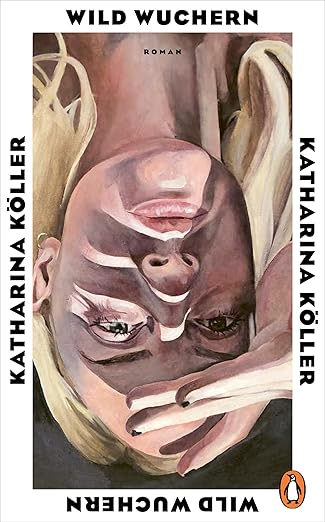 WILD WUCHERN
ROMAN
KATHARINA KÖLLER
KATHARINA KÖLLER
WILD WUCHERN